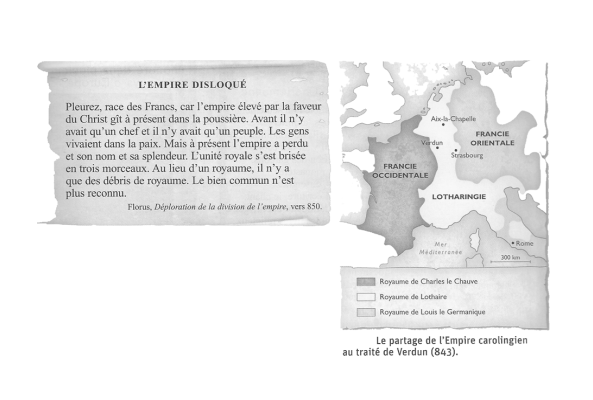 L'EMPIRE DISLOQUÉ
Pleurez, race des Francs, car l'empire élevé par la faveur
du Christ gît à présent dans la poussière. Avant il n'y
avait qu'un chef et il n'y avait qu'un peuple. Les gens
vivaient dans la paix. Mais à présent l'empire a perdu
et son nom et sa splendeur. L'unité royale s'est brisée
en trois morceaux. Au lieu d'un royaume, il n'y a
que des débris de royaume. Le bien commun n'est
plus reconnu.
Florus, Déploration de la division de l'empire, vers 850.
Aix-la-Chapelle
FRANCIE
ORIENTALE
Verdun
Strasbourg
FRANCIE
OCCIDENTALE
LOTHARINGIE
Mer
Méditerranée
Rome
300 km
Royaume de Charles le Chauve
Royaume de Lothaire
Royaume de Louis le Germanique
Le partage de l'Empire carolingien
au traité de Verdun (843).